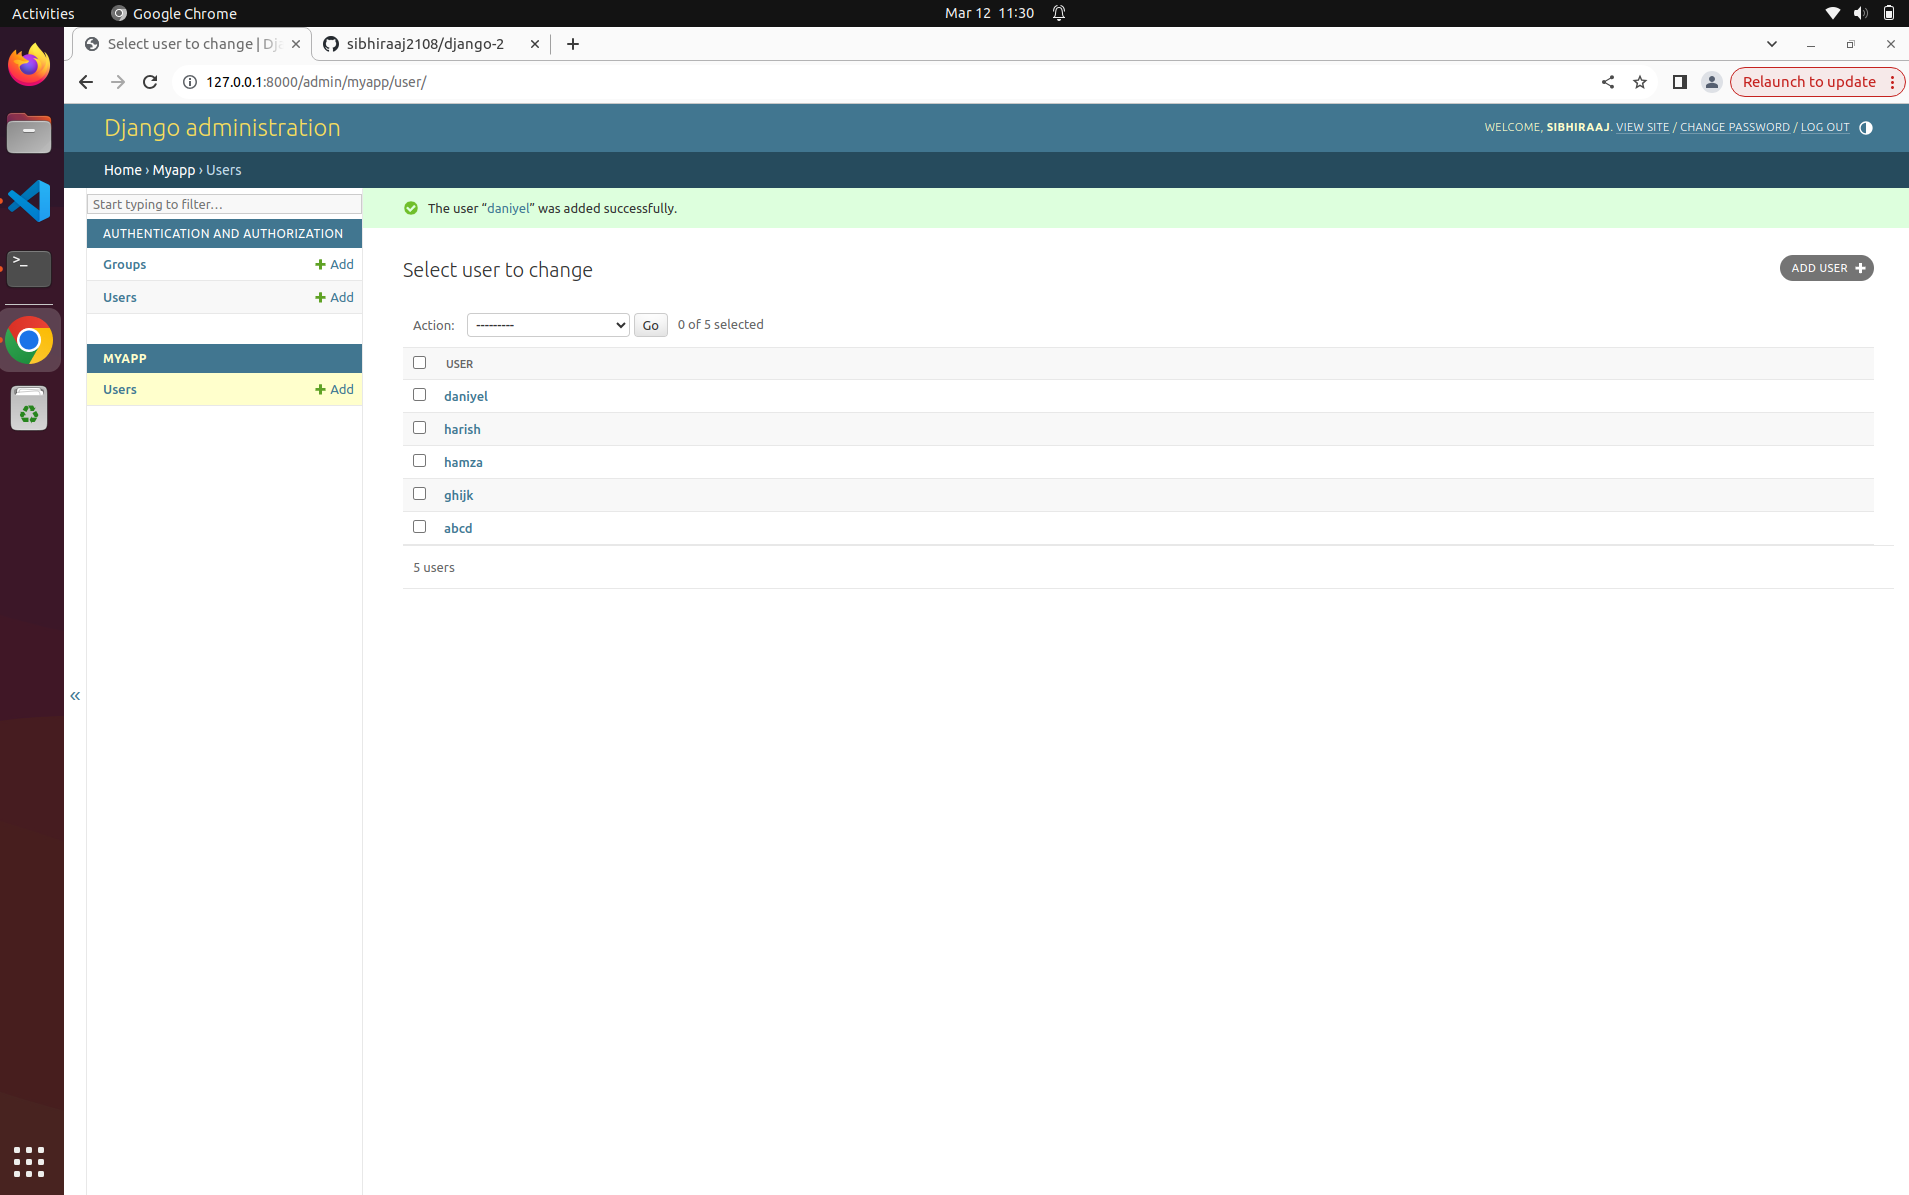 Activities Google Chrome Mar 12 11:30
Select user to change | Dj sibhiraaj2108/django-2
127.0.0.1:8000/admin/myapp/user/ Relaunch to update
Django administration WELCOME, SIBHIRAAJ. VIEW SITE / CHANGE PASSWORD / LOG OUT
Home › Myapp › Users
Start typing to filter…
AUTHENTICATION AND AUTHORIZATION
Groups Add
Users Add
MYAPP
Users Add
«
The user “daniyel” was added successfully.
Select user to change ADD USER
Action: --------- Go 0 of 5 selected
USER
daniyel
harish
hamza
ghijk
abcd
5 users